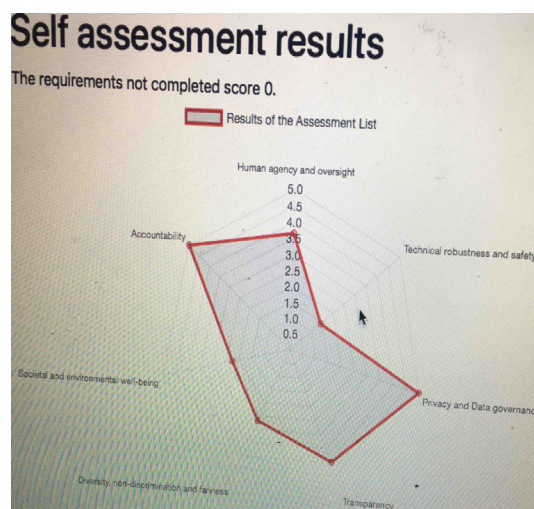 Self assessment results
The requirements not completed score 0.
Results of the Assessment List
Human agency and oversight
5.0
4.5
4.0
Accountability
3.5
Technical robustness and safety
3.0
2.5
2.0
1.5
1.0
0.5
Societal and environmental well-being
Privacy and Data governanc
Diversity, non-discrimination and fairness
Transparency